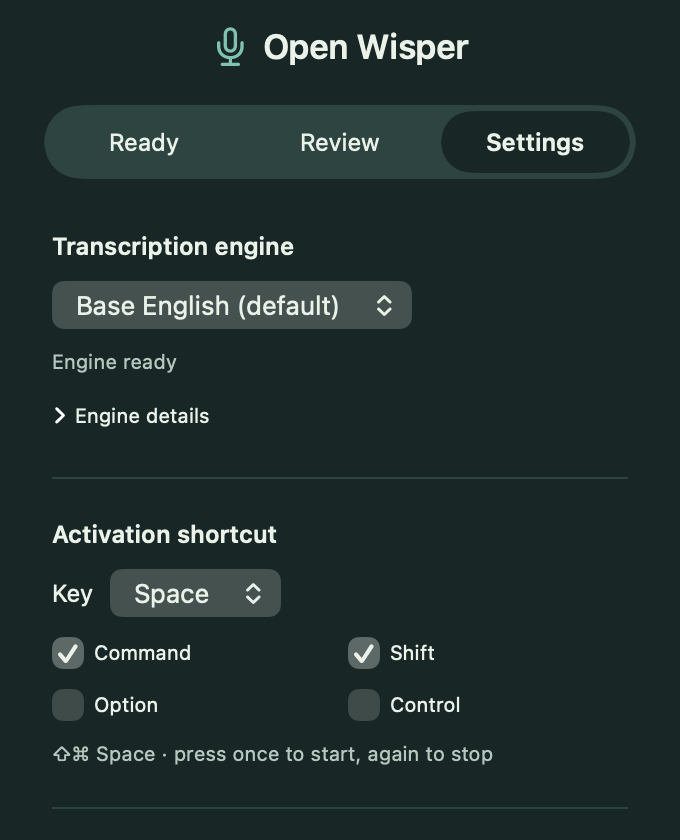 Open Wisper
Ready Review Settings
Transcription engine
Base English (default)
Engine ready
Engine details
Activation shortcut
Key Space
Command Shift
Option Control
⇧⌘ Space · press once to start, again to stop